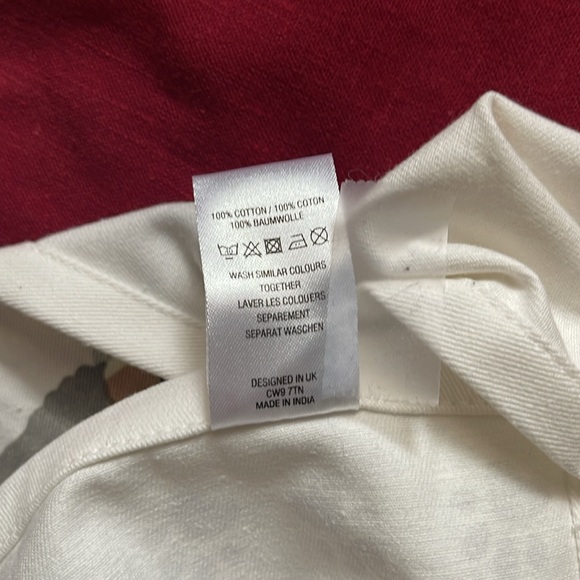 100% COTTON / 100% COTON
100% BAUMWOLLE
WASH SIMILAR COLOURS
TOGETHER
LAVER LES COLOUERS
SEPAREMENT
SEPARAT WASCHEN
DESIGNED IN UK
CW9 7TN
MADE IN INDIA